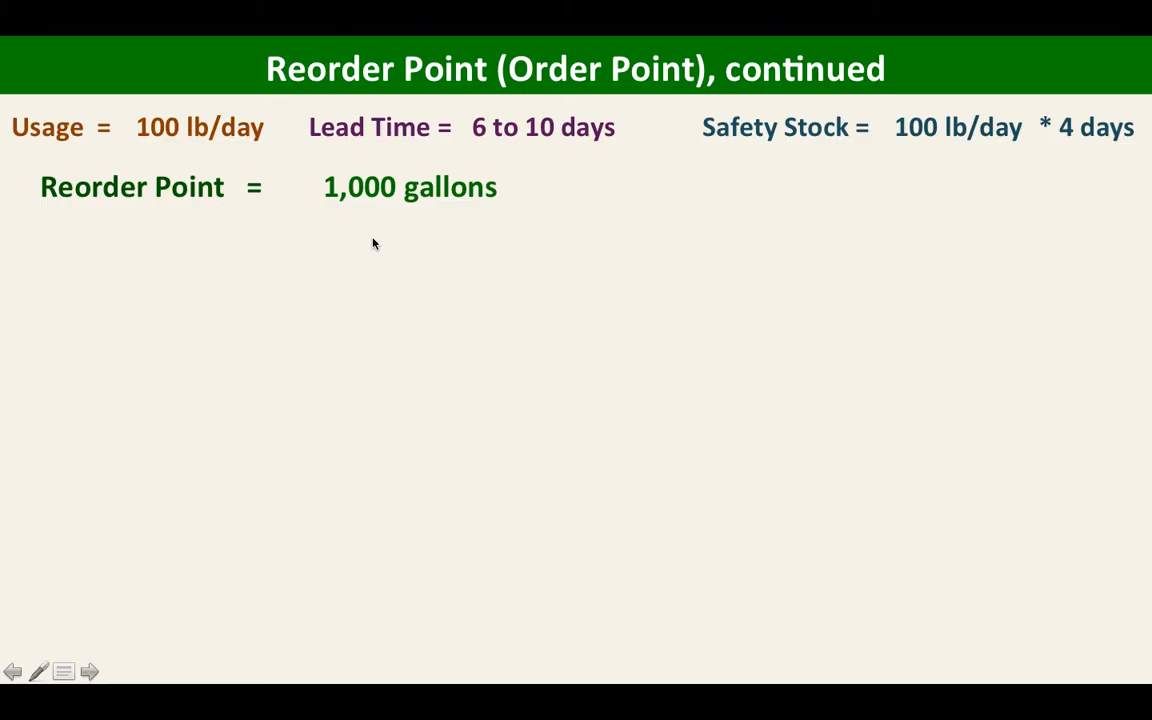 Reorder Point (Order Point), continued
Usage = 100 lb/day Lead Time = 6 to 10 days Safety Stock = 100 lb/day * 4 days
Reorder Point = 1,000 gallons